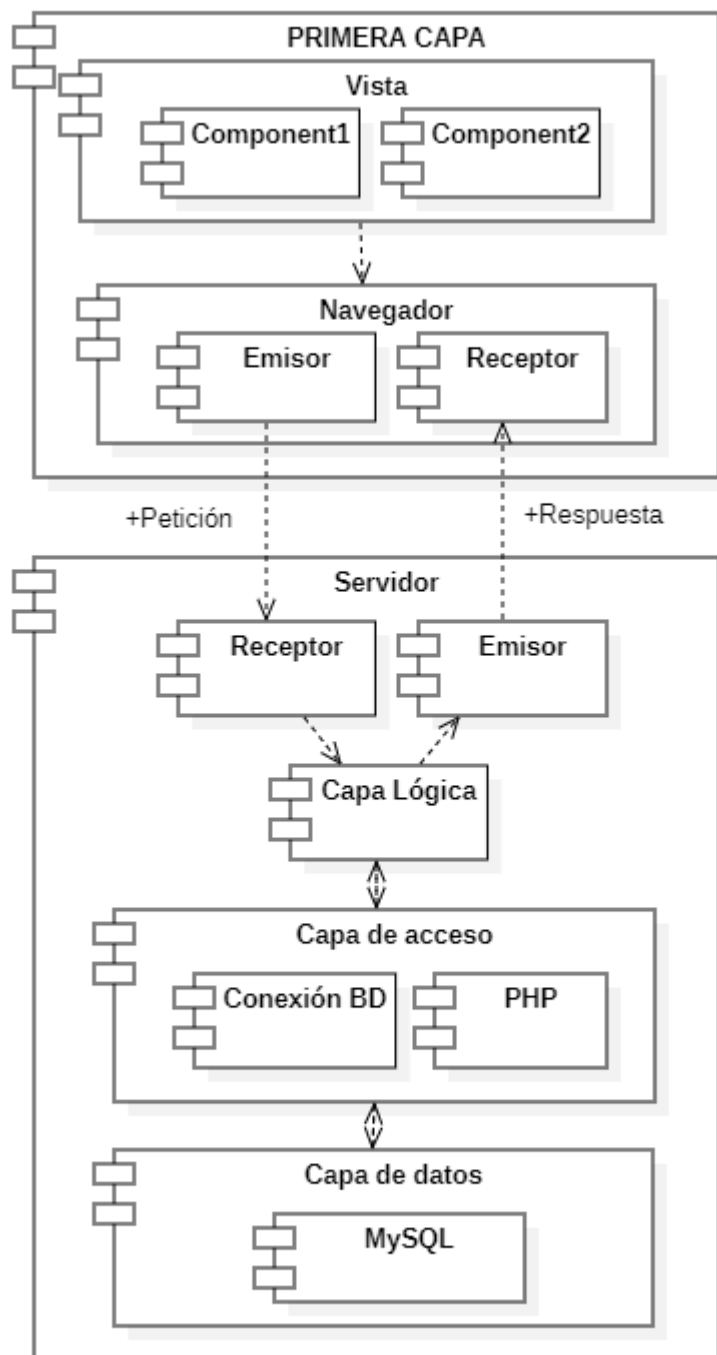 PRIMERA CAPA
Vista
Component1
Component2
Navegador
Emisor
Receptor
+Petición
+Respuesta
Servidor
Receptor
Emisor
Capa Lógica
Capa de acceso
Conexión BD
PHP
Capa de datos
MySQL